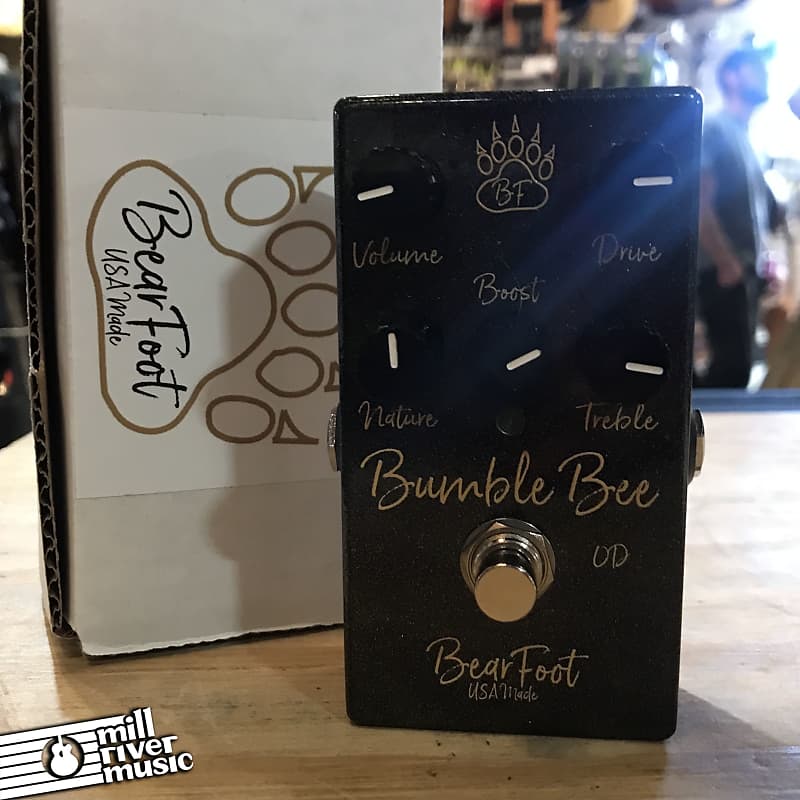 BearFoot
USA Made
BF
Volume
Drive
Boost
Nature
Treble
Bumble Bee
OD
BearFoot
USA Made
mill
river
music